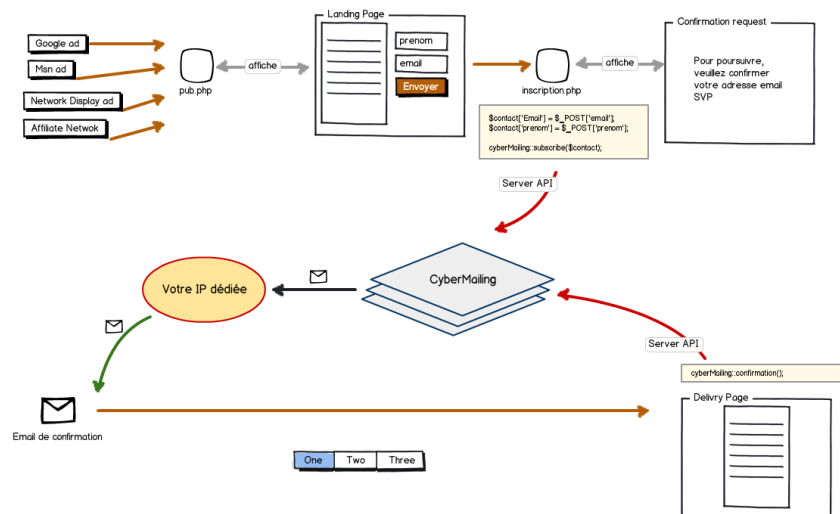 Google ad
Msn ad
Network Display ad
Affiliate Netwok
pub.php
affiche
Landing Page
prenom
email
Envoyer
inscription.php
affiche
Confirmation request
Pour poursuivre,
veuillez confirmer
votre adresse email
SVP
$contact['Email'] = $_POST['email'];
$contact['prenom'] = $_POST['prenom'];
cyberMailing::subscribe($contact);
Server API
CyberMailing
Votre IP dédiée
Server API
cyberMailing::confirmation();
Delivry Page
Email de confirmation
One Two Three